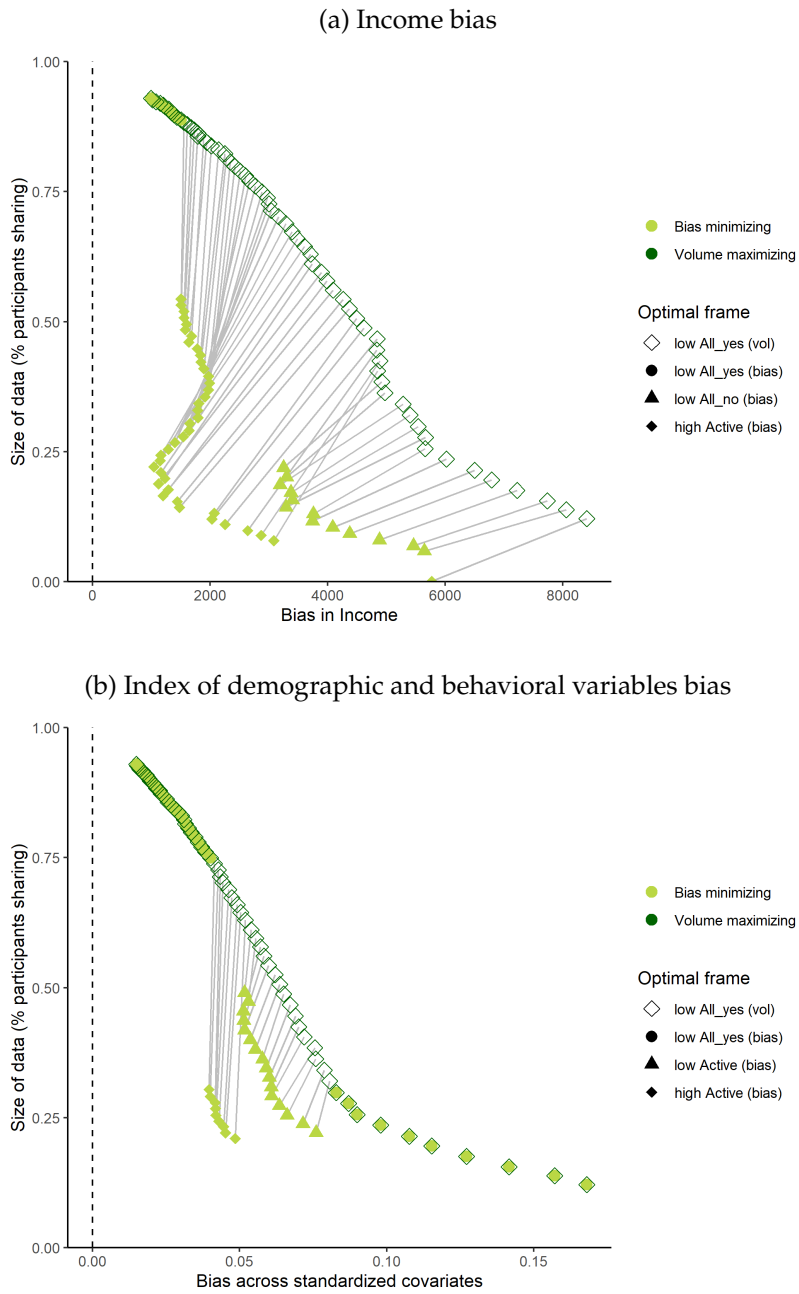 (a) Income bias
1.00
0.75
0.50
0.25
0.00
Size of data (% participants sharing)
0 2000 4000 6000 8000
Bias in Income
Bias minimizing
Volume maximizing
Optimal frame
low All_yes (vol)
low All_yes (bias)
low All_no (bias)
high Active (bias)
(b) Index of demographic and behavioral variables bias
1.00
0.75
0.50
0.25
0.00
Size of data (% participants sharing)
0.00 0.05 0.10 0.15
Bias across standardized covariates
Bias minimizing
Volume maximizing
Optimal frame
low All_yes (vol)
low All_yes (bias)
low Active (bias)
high Active (bias)